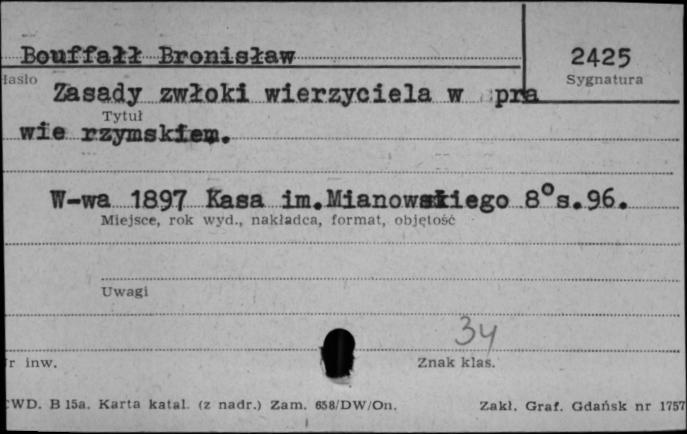 Bouffałł Bronisław
2425
Hasło
Sygnatura
Zasady zwłoki wierzyciela w pra
Tytuł
wie rzymskiem.
W-wa 1897 Kasa im.Mianowskiego 8°s.96.
Miejsce, rok wyd., nakładca, format, objętość
Uwagi
34
r inw.
Znak klas.
WD. B 15a. Karta katal. (z nadr.) Zam. 658/DW/On.
Zakł. Graf. Gdańsk nr 1757